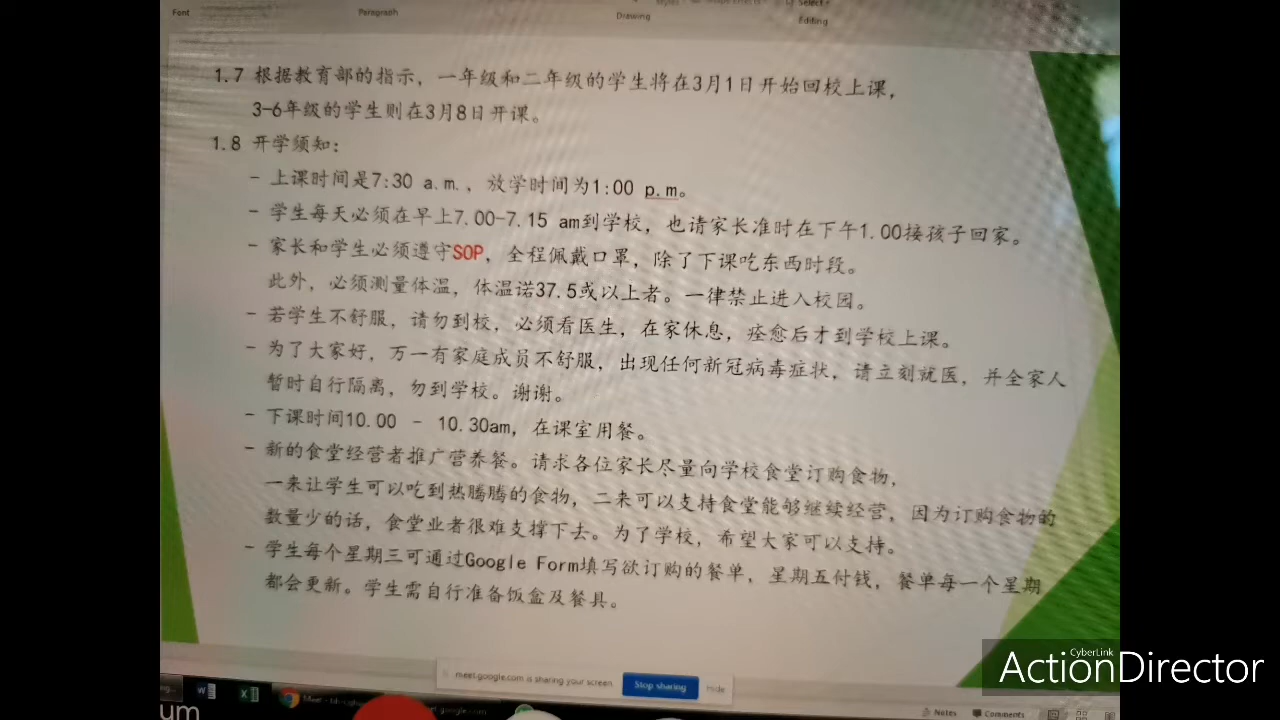 Font
Paragraph
Drawing
Editing
Select
1.7 根据教育部的指示，一年级和二年级的学生将在3月1日开始回校上课，
3-6年级的学生则在3月8日开课。
1.8 开学须知：
- 上课时间是7:30 a.m.，放学时间为1:00 p.m。
- 学生每天必须在早上7.00-7.15 am到学校，也请家长准时在下午1.00接孩子回家。
- 家长和学生必须遵守SOP，全程佩戴口罩，除了下课吃东西时段。
此外，必须测量体温，体温诺37.5或以上者。一律禁止进入校园。
- 若学生不舒服，请勿到校，必须看医生，在家休息，痊愈后才到学校上课。
- 为了大家好，万一有家庭成员不舒服，出现任何新冠病毒症状，请立刻就医，并全家人
暂时自行隔离，勿到学校。谢谢。
- 下课时间10.00 - 10.30am，在课室用餐。
- 新的食堂经营者推广营养餐。请求各位家长尽量向学校食堂订购食物，
一来让学生可以吃到热腾腾的食物，二来可以支持食堂能够继续经营，因为订购食物的
数量少的话，食堂业者很难支撑下去。为了学校，希望大家可以支持。
- 学生每个星期三可通过Google Form填写欲订购的餐单，星期五付钱，餐单每一个星期
都会更新。学生需自行准备饭盒及餐具。
meet.google.com is sharing your screen.
Stop sharing
Hide
Notes
Comments
um
CyberLink
ActionDirector